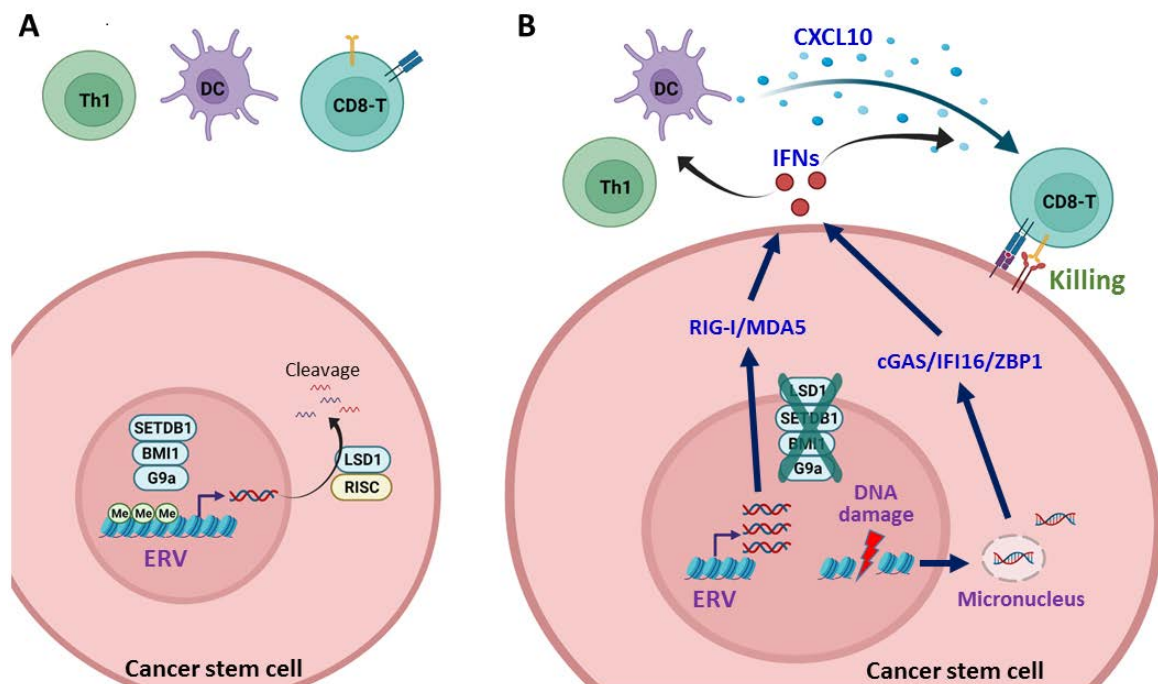 A
Th1
DC
CD8-T
Cleavage
SETDB1
BMI1
G9a
LSD1
RISC
Me Me Me
ERV
Cancer stem cell
B
CXCL10
DC
IFNs
Th1
CD8-T
Killing
RIG-I/MDA5
cGAS/IFI16/ZBP1
LSD1
SETDB1
BMI1
G9a
DNA
damage
ERV
Micronucleus
Cancer stem cell